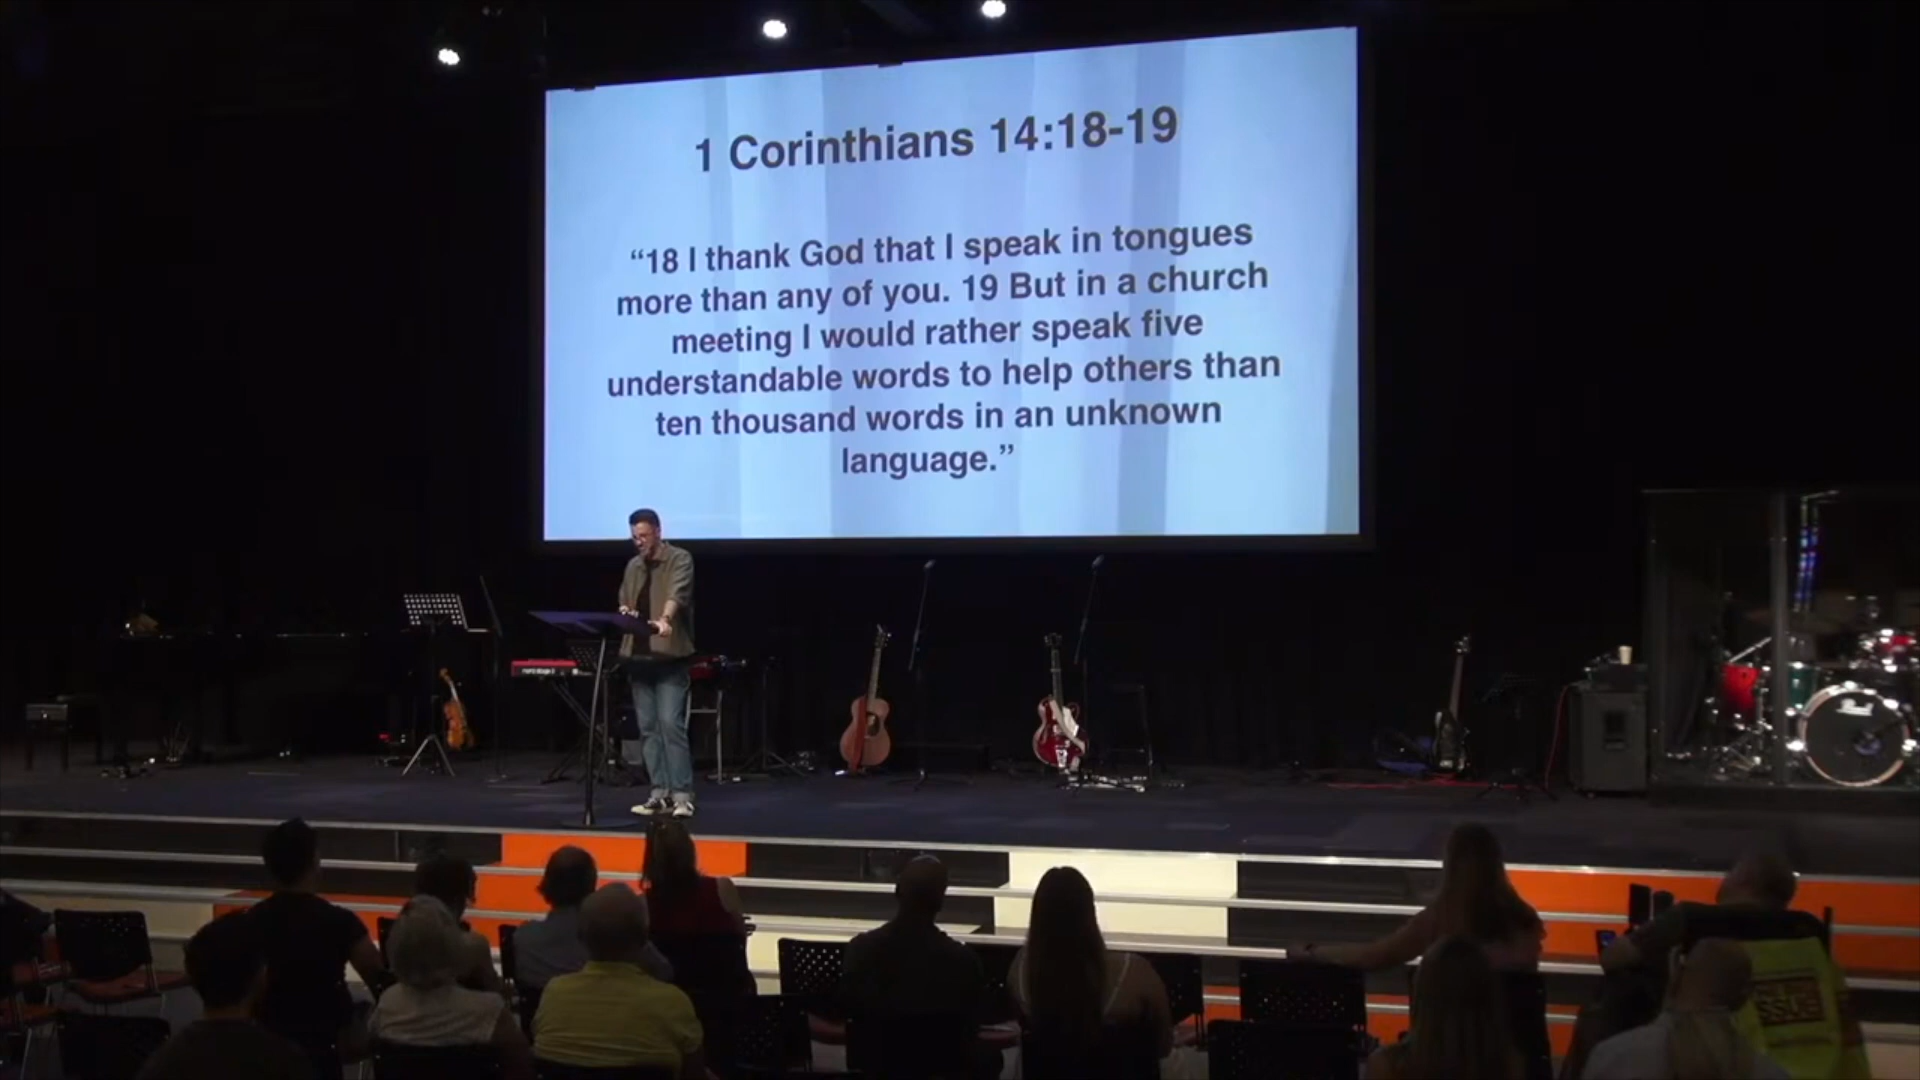 1 Corinthians 14:18-19
“18 I thank God that I speak in tongues
more than any of you. 19 But in a church
meeting I would rather speak five
understandable words to help others than
ten thousand words in an unknown
language.”